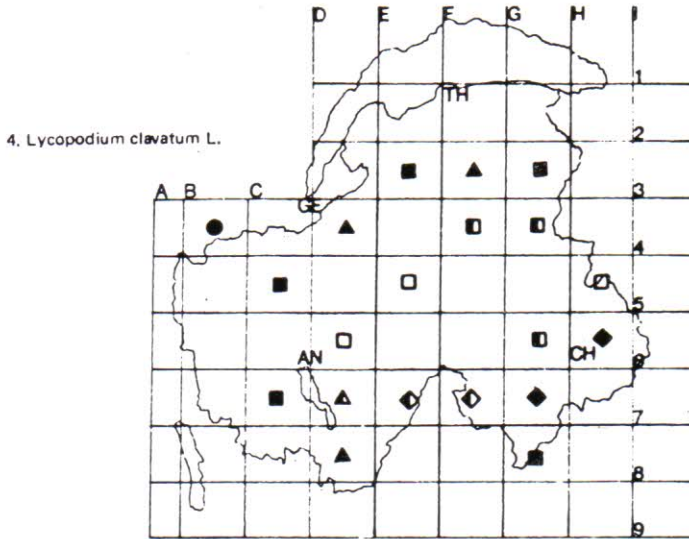 D E F G H I
1
TH
4. Lycopodium clavatum L.
2
A B C GE 3
4
5
AN CH 6
7
8
9